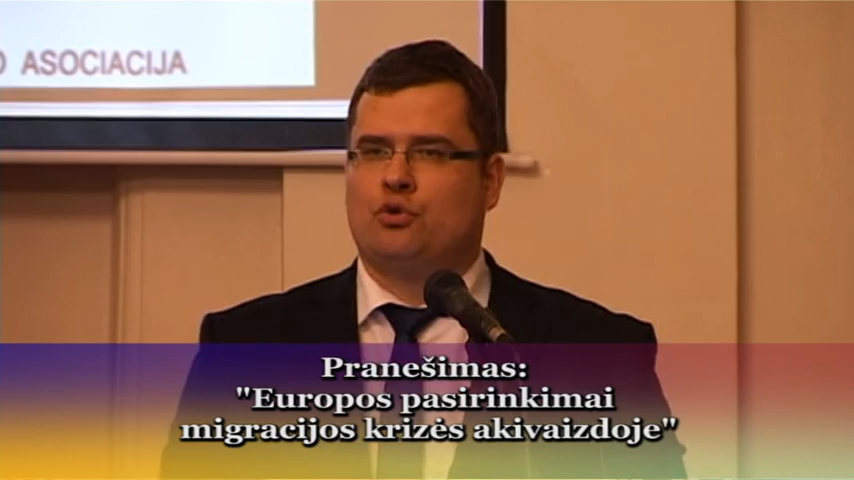 ASOCIACIJA
Pranešimas:
"Europos pasirinkimai
migracijos krizės akivaizdoje"